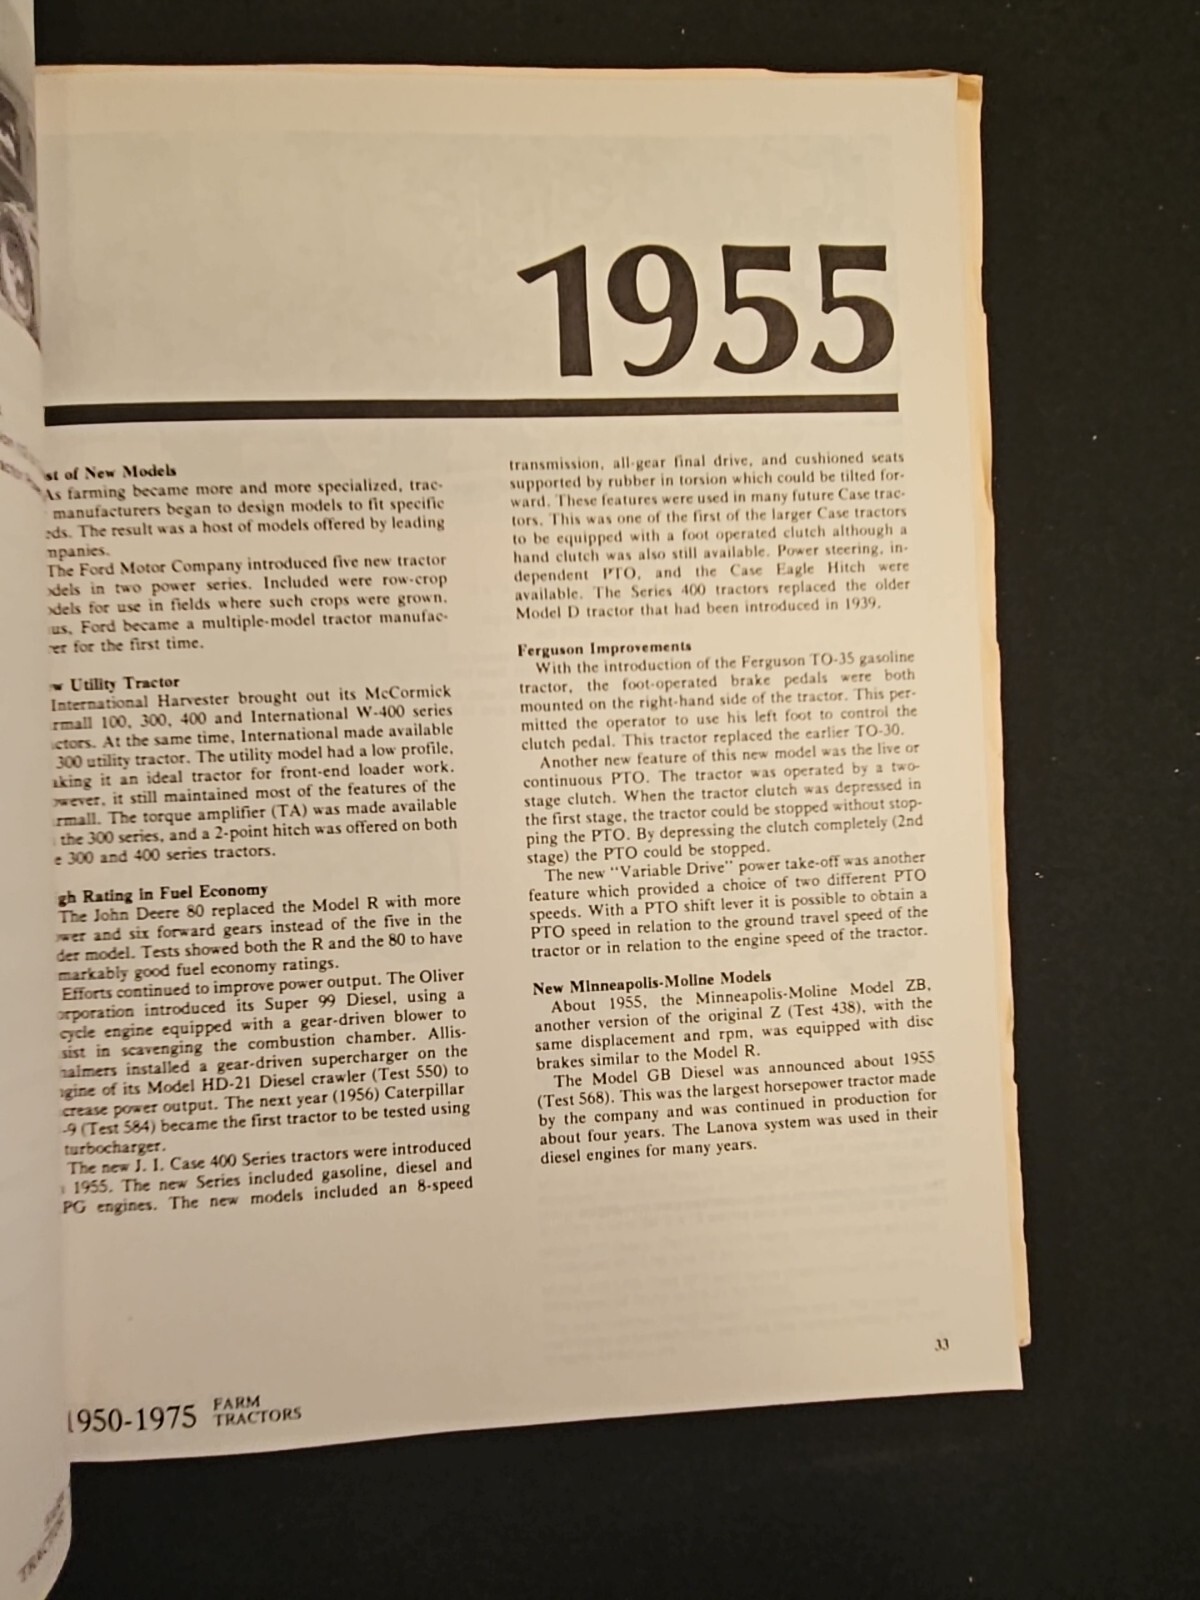 1955
st of New Models
As farming became more and more specialized, trac-
manufacturers began to design models to fit specific
eds. The result was a host of models offered by leading
mpanies.
The Ford Motor Company introduced five new tractor
odels in two power series. Included were row-crop
odels for use in fields where such crops were grown.
us, Ford became a multiple-model tractor manufac-
rer for the first time.
w Utility Tractor
International Harvester brought out its McCormick
rmall 100, 300, 400 and International W-400 series
ctors. At the same time, International made available
300 utility tractor. The utility model had a low profile,
aking it an ideal tractor for front-end loader work.
owever, it still maintained most of the features of the
rmall. The torque amplifier (TA) was made available
the 300 series, and a 2-point hitch was offered on both
e 300 and 400 series tractors.
gh Rating in Fuel Economy
The John Deere 80 replaced the Model R with more
ower and six forward gears instead of the five in the
der model. Tests showed both the R and the 80 to have
markably good fuel economy ratings.
Efforts continued to improve power output. The Oliver
orporation introduced its Super 99 Diesel, using a
cycle engine equipped with a gear-driven blower to
sist in scavenging the combustion chamber. Allis-
halmers installed a gear-driven supercharger on the
ngine of its Model HD-21 Diesel crawler (Test 550) to
crease power output. The next year (1956) Caterpillar
-9 (Test 584) became the first tractor to be tested using
turbocharger.
The new J. I. Case 400 Series tractors were introduced
1955. The new Series included gasoline, diesel and
PG engines. The new models included an 8-speed
transmission, all-gear final drive, and cushioned seats
supported by rubber in torsion which could be tilted for-
ward. These features were used in many future Case trac-
tors. This was one of the first of the larger Case tractors
to be equipped with a foot operated clutch although a
hand clutch was also still available. Power steering, in-
dependent PTO, and the Case Eagle Hitch were
available. The Series 400 tractors replaced the older
Model D tractor that had been introduced in 1939.
Ferguson Improvements
With the introduction of the Ferguson TO-35 gasoline
tractor, the foot-operated brake pedals were both
mounted on the right-hand side of the tractor. This per-
mitted the operator to use his left foot to control the
clutch pedal. This tractor replaced the earlier TO-30.
Another new feature of this new model was the live or
continuous PTO. The tractor was operated by a two-
stage clutch. When the tractor clutch was depressed in
the first stage, the tractor could be stopped without stop-
ping the PTO. By depressing the clutch completely (2nd
stage) the PTO could be stopped.
The new "Variable Drive" power take-off was another
feature which provided a choice of two different PTO
speeds. With a PTO shift lever it is possible to obtain a
PTO speed in relation to the ground travel speed of the
tractor or in relation to the engine speed of the tractor.
New Minneapolis-Moline Models
About 1955, the Minneapolis-Moline Model ZB,
another version of the original Z (Test 438), with the
same displacement and rpm, was equipped with disc
brakes similar to the Model R.
The Model GB Diesel was announced about 1955
(Test 568). This was the largest horsepower tractor made
by the company and was continued in production for
about four years. The Lanova system was used in their
diesel engines for many years.
33
1950-1975 FARM
TRACTORS